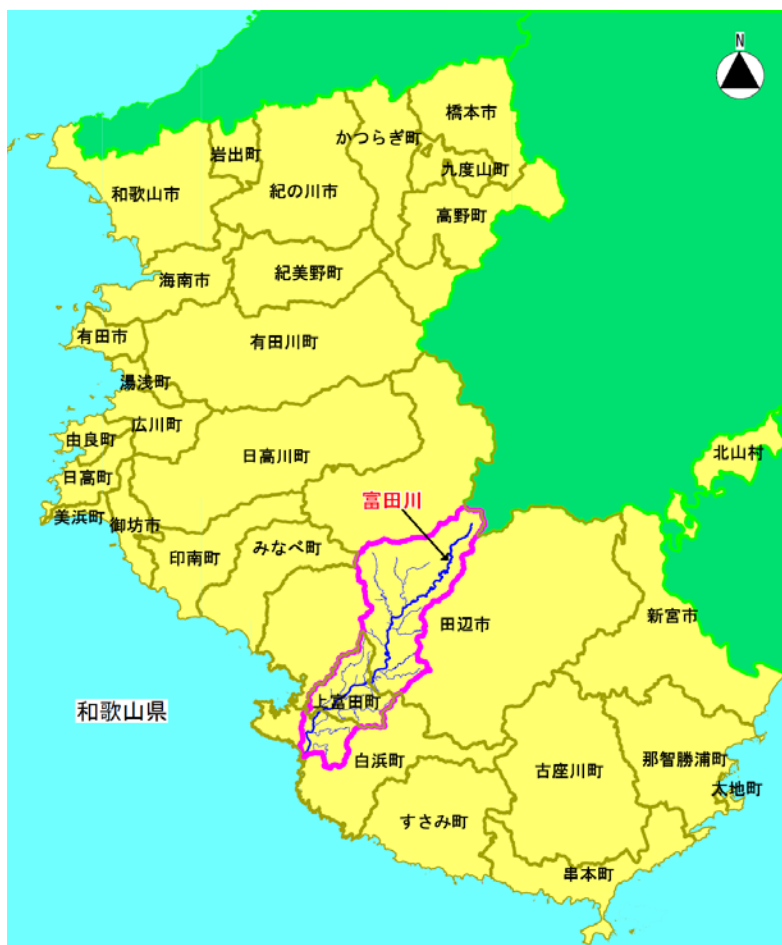 N
橋本市
かつらぎ町
岩出町
九度山町
和歌山市
紀の川市
高野町
海南市
紀美野町
有田市
有田川町
湯浅町
広川町
由良町
日高川町
北山村
日高町
富田川
美浜町
御坊市
みなべ町
印南町
田辺市
新宮市
上富田町
和歌山県
白浜町
古座川町
那智勝浦町
太地町
すさみ町
串本町